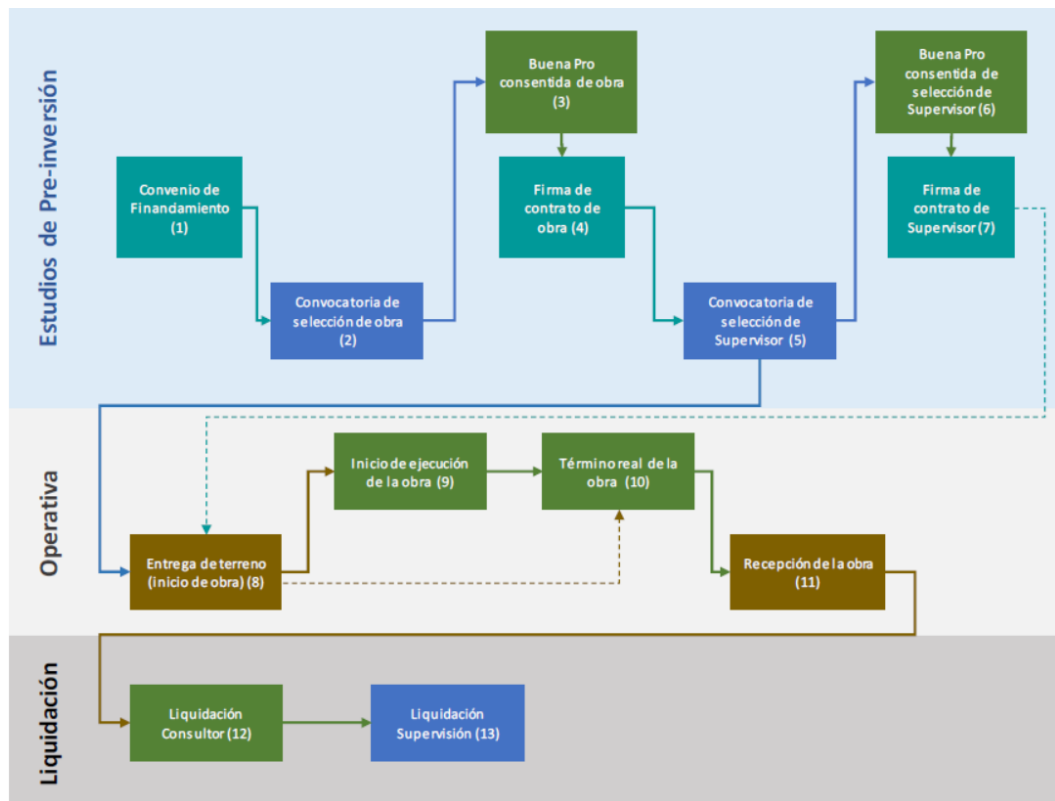 Estudios de Pre-inversión
Convenio de
Financiamiento
(1)
Convocatoria de
selección de obra
(2)
Buena Pro
consentida de obra
(3)
Firma de
contrato de
obra (4)
Convocatoria de
selección de
Supervisor (5)
Buena Pro
consentida de
selección de
Supervisor (6)
Firma de
contrato de
Supervisor (7)
Operativa
Entrega de terreno
(inicio de obra) (8)
Inicio de ejecución
de la obra (9)
Término real de la
obra (10)
Recepción de la obra
(11)
Liquidación
Liquidación
Consultor (12)
Liquidación
Supervisión (13)